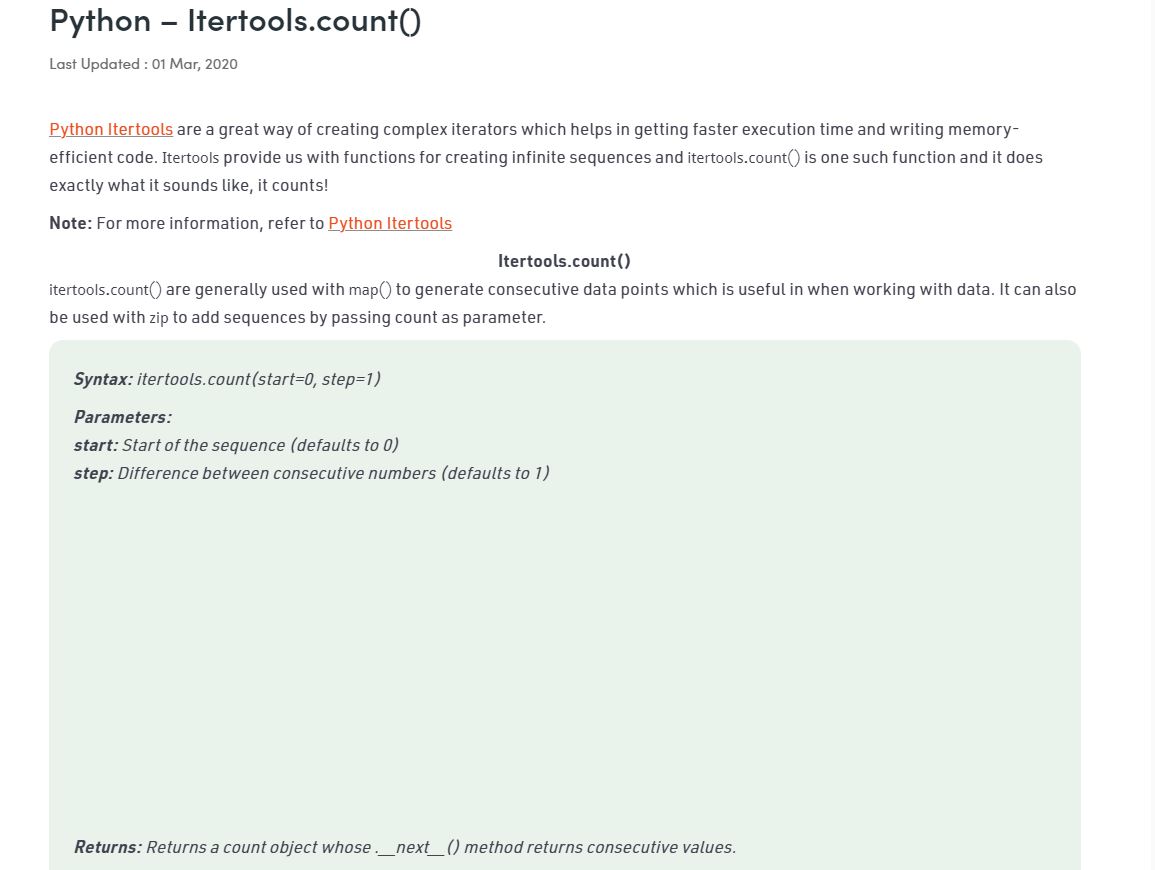 Python – Itertools.count()
Last Updated : 01 Mar, 2020
Python Itertools are a great way of creating complex iterators which helps in getting faster execution time and writing memory-
efficient code. Itertools provide us with functions for creating infinite sequences and itertools.count() is one such function and it does
exactly what it sounds like, it counts!
Note: For more information, refer to Python Itertools
Itertools.count()
itertools.count() are generally used with map() to generate consecutive data points which is useful in when working with data. It can also
be used with zip to add sequences by passing count as parameter.
Syntax: itertools.count(start=0, step=1)
Parameters:
start: Start of the sequence (defaults to 0)
step: Difference between consecutive numbers (defaults to 1)
Returns: Returns a count object whose .__next__() method returns consecutive values.